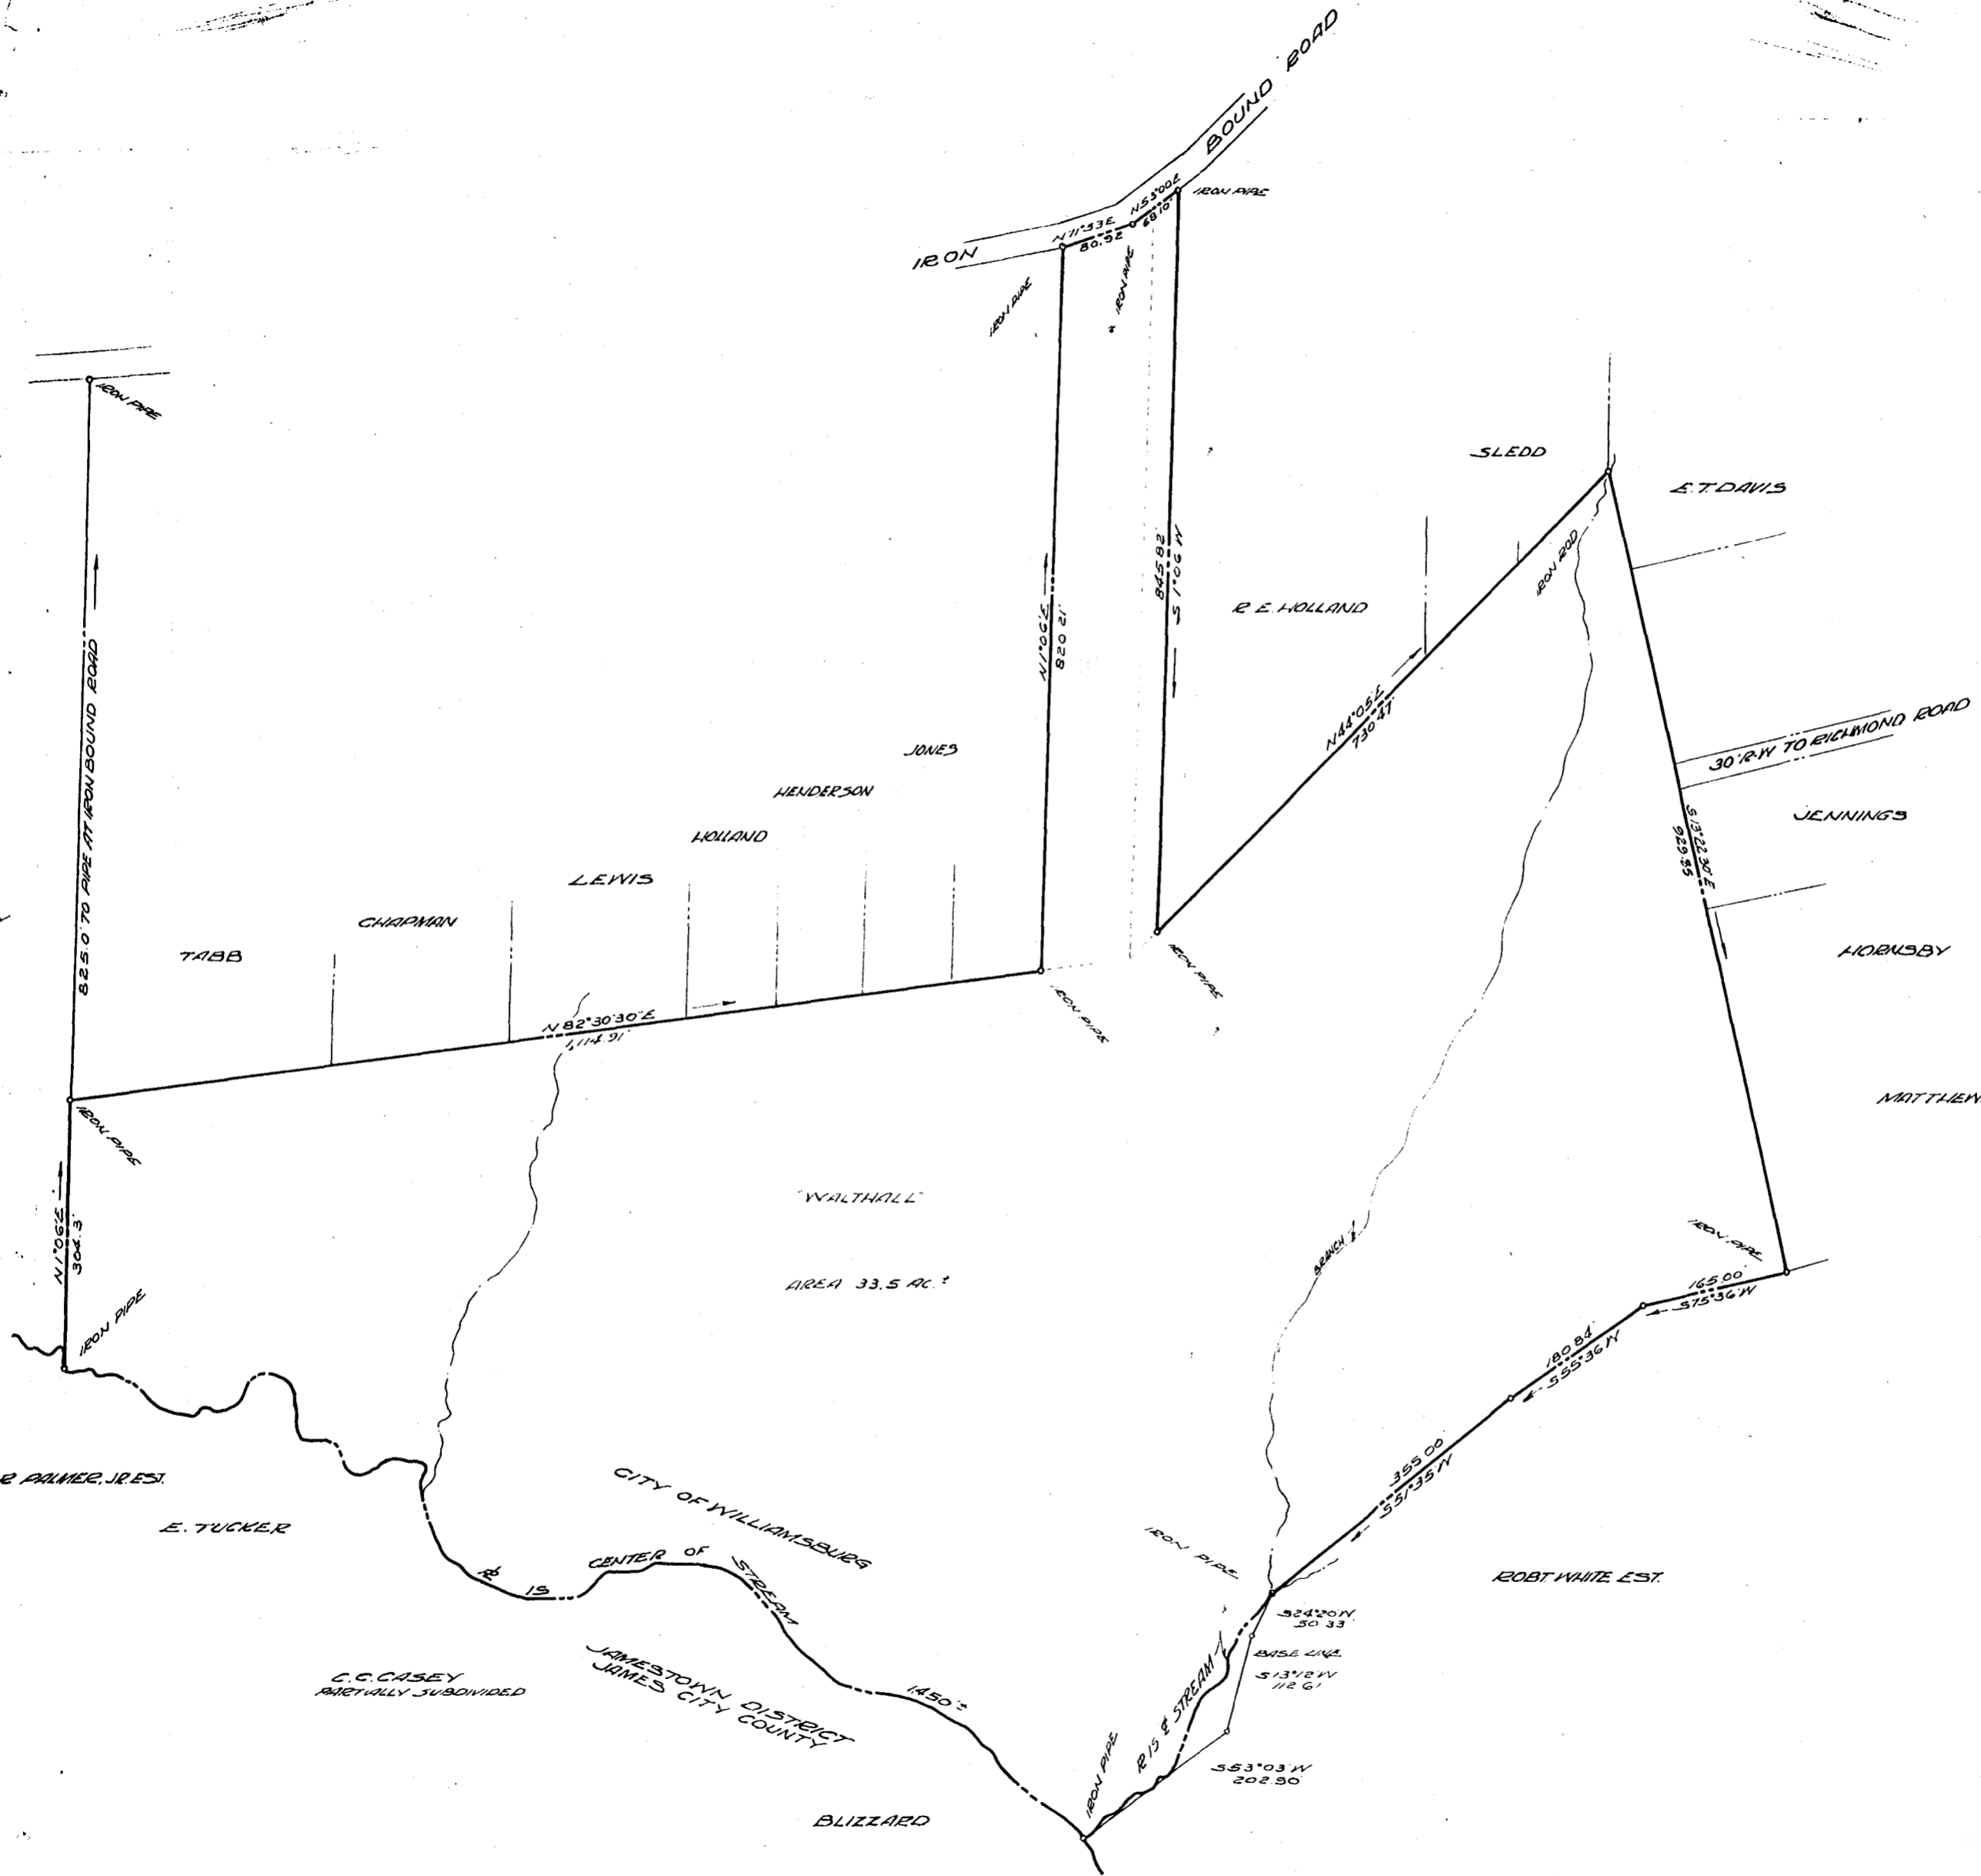 IRON BOUND ROAD
N71°53'E
80.92
N53°00'E
68.10'
IRON PIPE
IRON PIPE
IRON PIPE
IRON PIPE
825.0' TO PIPE AT IRON BOUND ROAD
N1°06'E
820.21'
845.82'
S1°06'W
SLEDD
E.T. DAVIS
R.E. HOLLAND
IRON ROD
N44°05'E
730.47'
30' R-W TO RICHMOND ROAD
S13°22'30"E
929.85
JENNINGS
HORNSBY
MATTHEW
JONES
HENDERSON
HOLLAND
LEWIS
CHAPMAN
TABB
N82°30'30"E
1,114.91'
IRON PIPE
IRON PIPE
IRON PIPE
N1°06'E
304.3'
IRON PIPE
"WALTHALL"
AREA 33.5 AC.±
BRANCH
IRON PIPE
165.00'
S75°36'W
180.84'
S55°36'W
355.00'
S51°35'W
IRON PIPE
ROBT. WHITE EST.
S24°20'W
50.33'
BASE LINE
S13°12'W
112.61
S53°03'W
202.90'
STREAM
IRON PIPE
R PALMER, JR. EST.
E. TUCKER
CITY OF WILLIAMSBURG
IS CENTER OF STREAM
1450'±
JAMESTOWN DISTRICT
JAMES CITY COUNTY
C.C. CASEY
PARTIALLY SUBDIVIDED
BLIZZARD